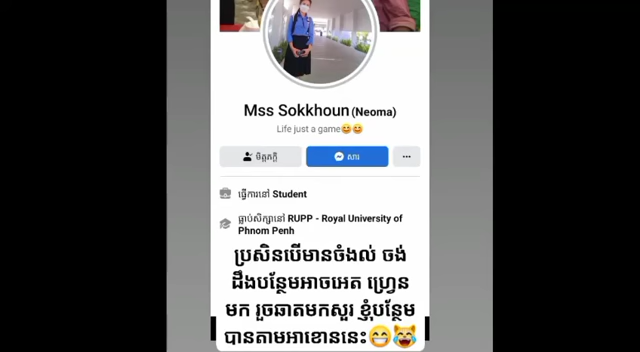 Mss Sokkhoun (Neoma)
Life just a game😊😊
មិត្តភក្តិ
សារ
ធ្វើការនៅ Student
ធ្លាប់សិក្សានៅ RUPP - Royal University of
Phnom Penh
ប្រសិនបើមានចំងល់ ចង់
ដឹងបន្ថែមអាចអេត ហ្វ្រេន
មក រួចឆាតមកសួរ ខ្ញុំបន្ថែម
បានតាមអាខោននេះ😁😹